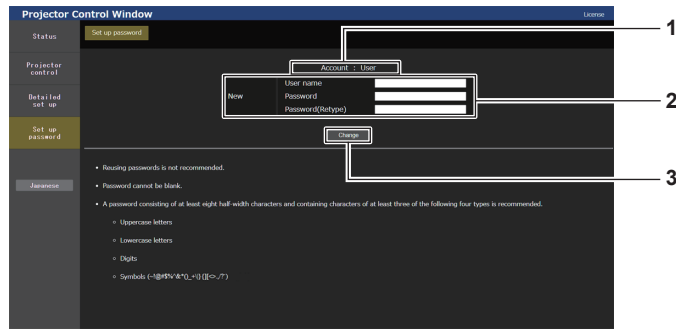 Projector Control Window
License
Status
Set up password
1
Projector
control
Account : User
User name
New
Password
Password(Retype)
2
Detailed
set up
Set up
password
Change
3
• Reusing passwords is not recommended.
Japanese
• Password cannot be blank.
• A password consisting of at least eight half-width characters and containing characters of at least three of the following four types is recommended.
Uppercase letters
Lowercase letters
Digits
Symbols